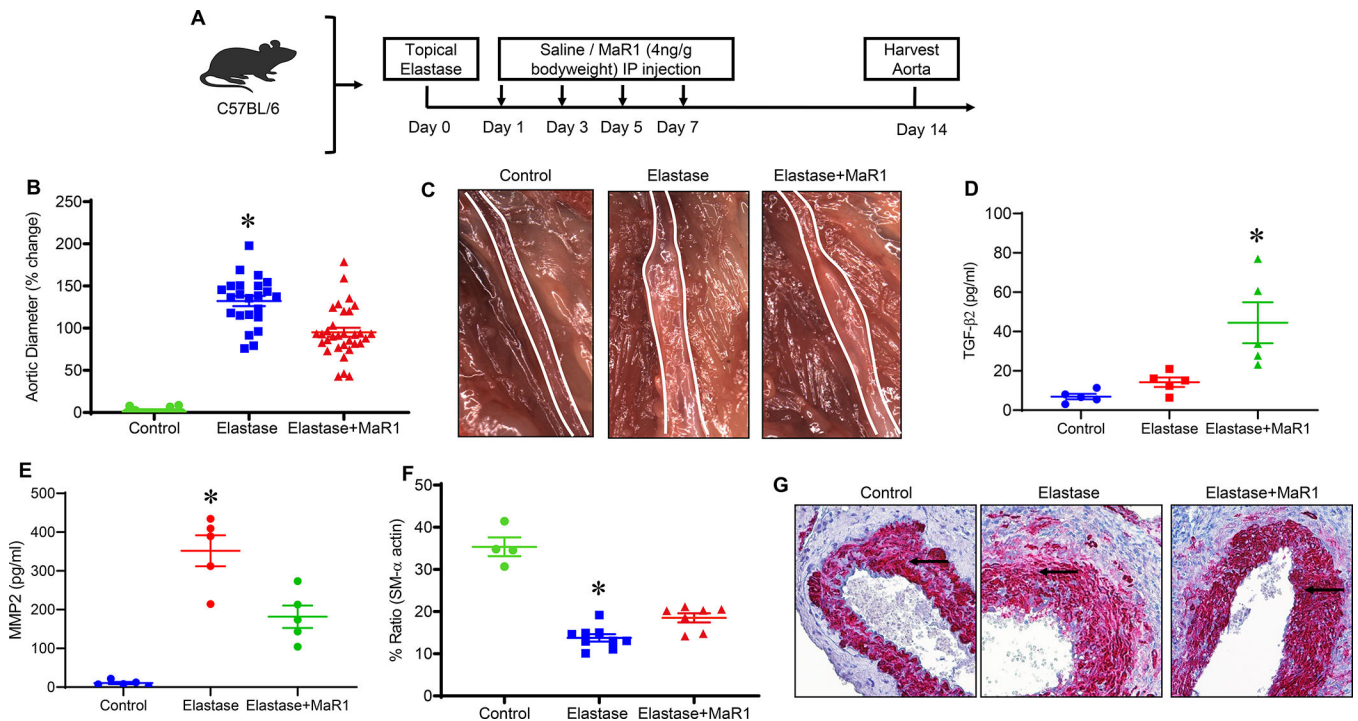 A
C57BL/6
Topical
Elastase
Saline / MaR1 (4ng/g
bodyweight) IP injection
Harvest
Aorta
Day 0
Day 1
Day 3
Day 5
Day 7
Day 14
B
Aortic Diameter (% change)
250
200
150
100
50
0
*
Control
Elastase
Elastase+MaR1
C
Control
Elastase
Elastase+MaR1
D
TGF-β2 (pg/ml)
100
80
60
40
20
0
*
Control
Elastase
Elastase+MaR1
E
MMP2 (pg/ml)
500
400
300
200
100
0
*
Control
Elastase
Elastase+MaR1
F
% Ratio (SM-α actin)
50
40
30
20
10
0
*
Control
Elastase
Elastase+MaR1
G
Control
Elastase
Elastase+MaR1